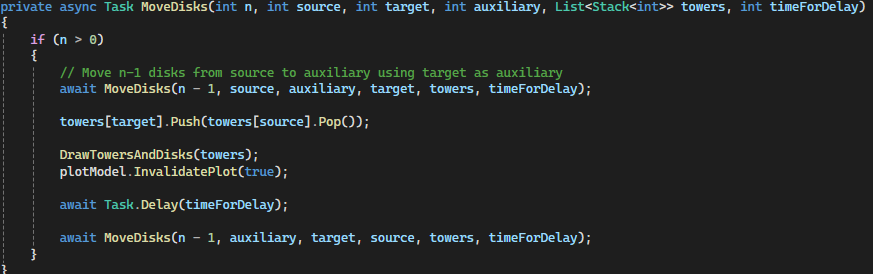 private async Task MoveDisks(int n, int source, int target, int auxiliary, List<Stack<int>> towers, int timeForDelay)
{
if (n > 0)
{
// Move n-1 disks from source to auxiliary using target as auxiliary
await MoveDisks(n - 1, source, auxiliary, target, towers, timeForDelay);
towers[target].Push(towers[source].Pop());
DrawTowersAndDisks(towers);
plotModel.InvalidatePlot(true);
await Task.Delay(timeForDelay);
await MoveDisks(n - 1, auxiliary, target, source, towers, timeForDelay);
}
}